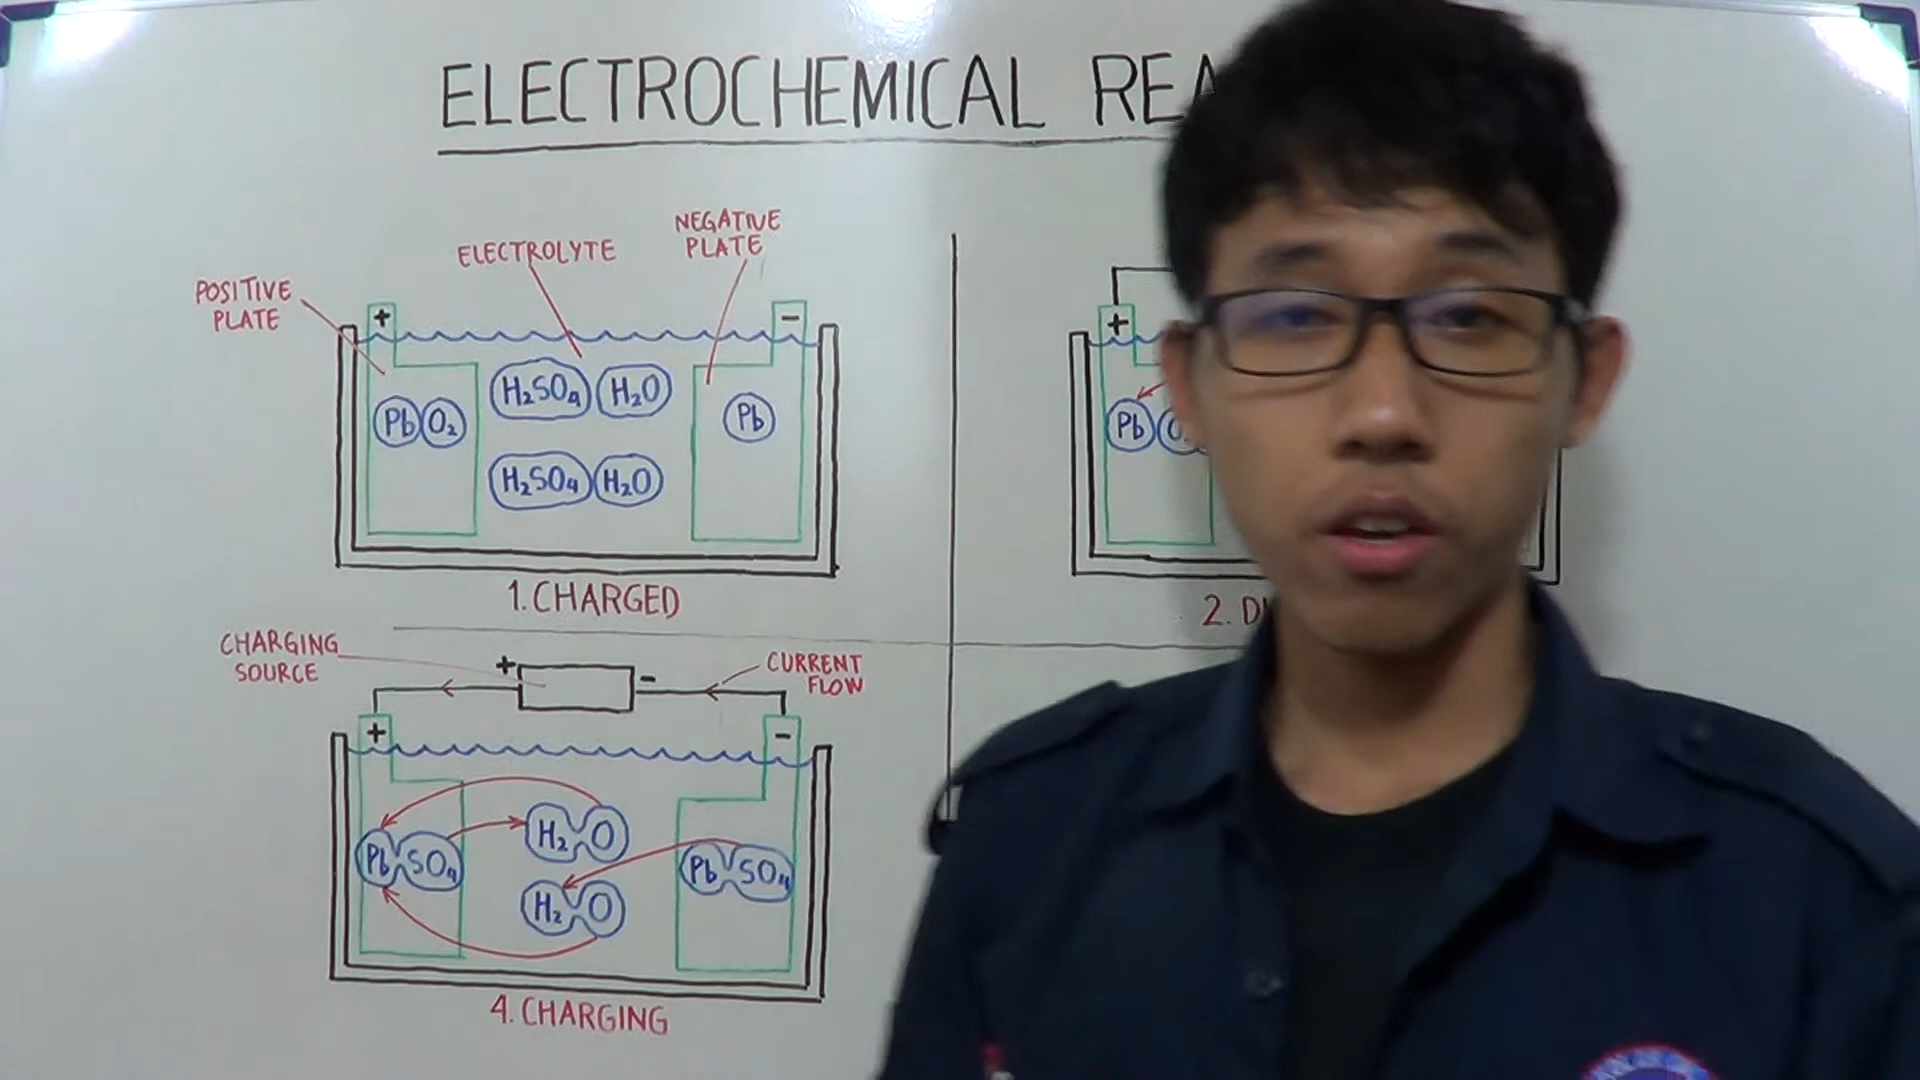 ELECTROCHEMICAL REA
NEGATIVE
PLATE
ELECTROLYTE
POSITIVE
PLATE
+
-
+
H₂SO₄ H₂O
Pb O₂
Pb
Pb
H₂SO₄ H₂O
1. CHARGED
2. D
CHARGING
SOURCE
+
-
CURRENT
FLOW
+
-
H₂ O
Pb SO₄
Pb SO₄
H₂ O
4. CHARGING